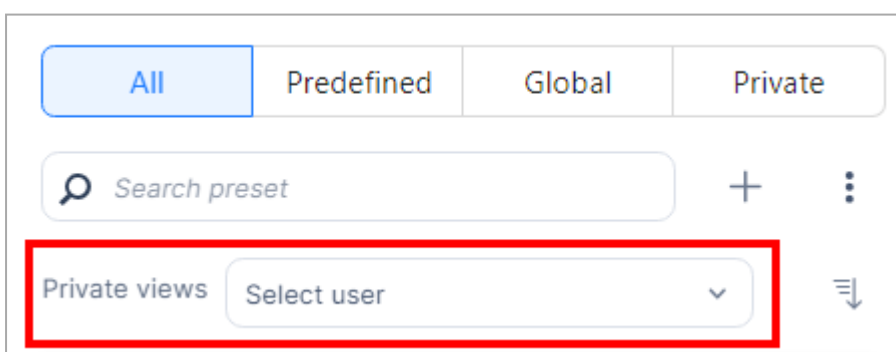 All Predefined Global Private
Search preset
Private views Select user